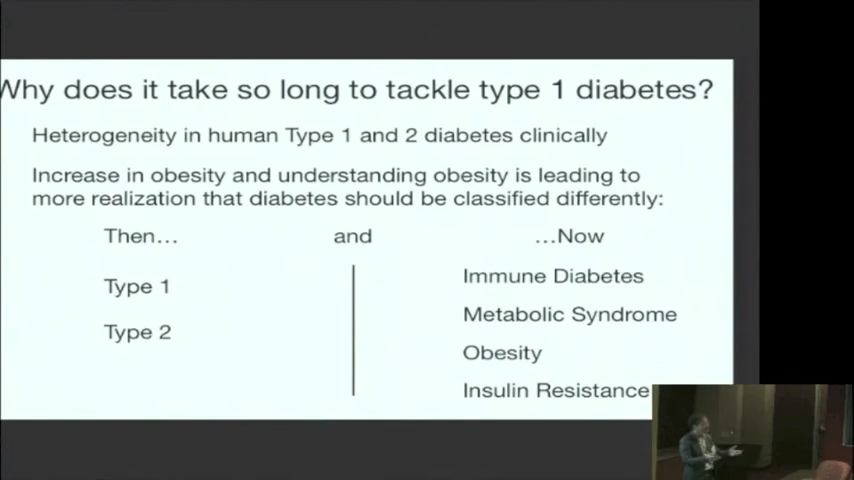 Why does it take so long to tackle type 1 diabetes?
Heterogeneity in human Type 1 and 2 diabetes clinically
Increase in obesity and understanding obesity is leading to
more realization that diabetes should be classified differently:
Then... and ...Now
Type 1
Immune Diabetes
Metabolic Syndrome
Type 2
Obesity
Insulin Resistance